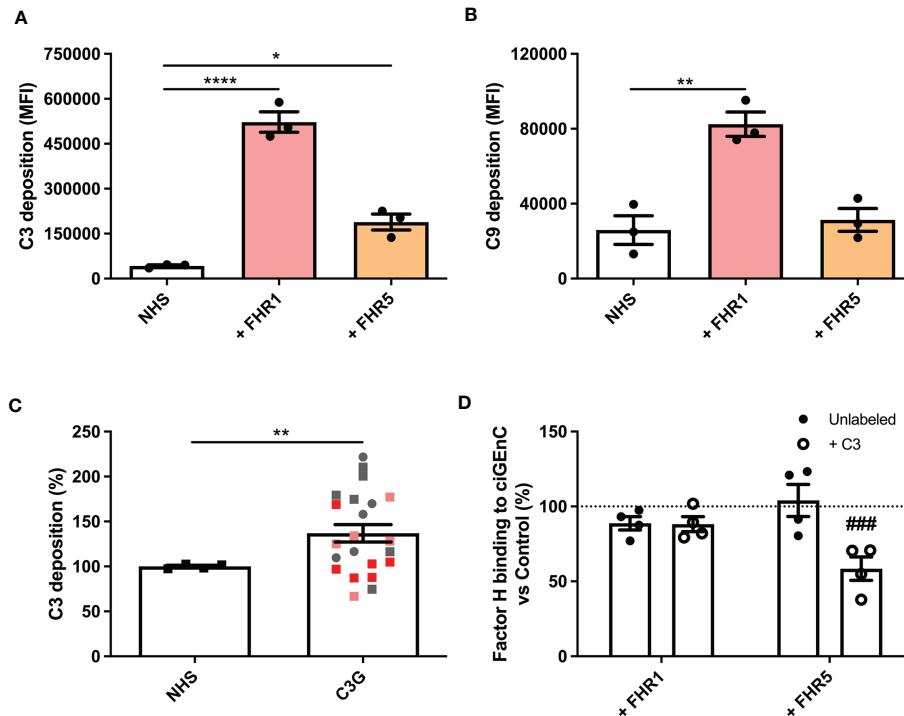 A
C3 deposition (MFI)
750000
600000
450000
300000
150000
0
*
****
NHS
+ FHR1
+ FHR5
B
C9 deposition (MFI)
120000
80000
40000
0
**
NHS
+ FHR1
+ FHR5
C
C3 deposition (%)
250
200
150
100
50
0
**
NHS
C3G
D
Factor H binding to ciGEnC
vs Control (%)
150
100
50
0
Unlabeled
+ C3
###
+ FHR1
+ FHR5